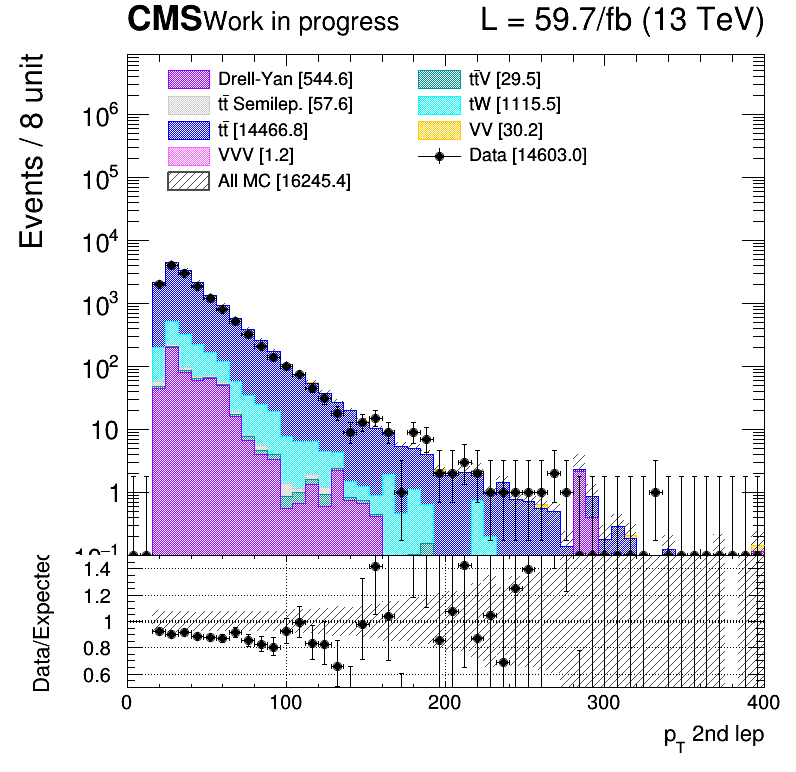 CMS Work in progress L = 59.7/fb (13 TeV)
Events / 8 unit
Drell-Yan [544.6] tt̄V [29.5]
tt̄ Semilep. [57.6] tW [1115.5]
tt̄ [14466.8] VV [30.2]
VVV [1.2] Data [14603.0]
All MC [16245.4]
10⁶
10⁵
10⁴
10³
10²
10
1
10⁻¹
Data/Expected
1.4
1.2
1
0.8
0.6
0 100 200 300 400
p_T 2nd lep